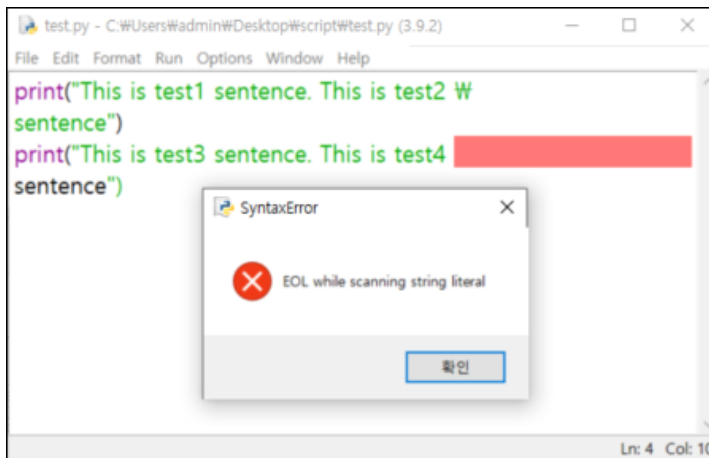 test.py - C:₩Users₩admin₩Desktop₩script₩test.py (3.9.2)
File Edit Format Run Options Window Help
print("This is test1 sentence. This is test2 ₩
sentence")
print("This is test3 sentence. This is test4
sentence")
SyntaxError
EOL while scanning string literal
확인
Ln: 4 Col: 10